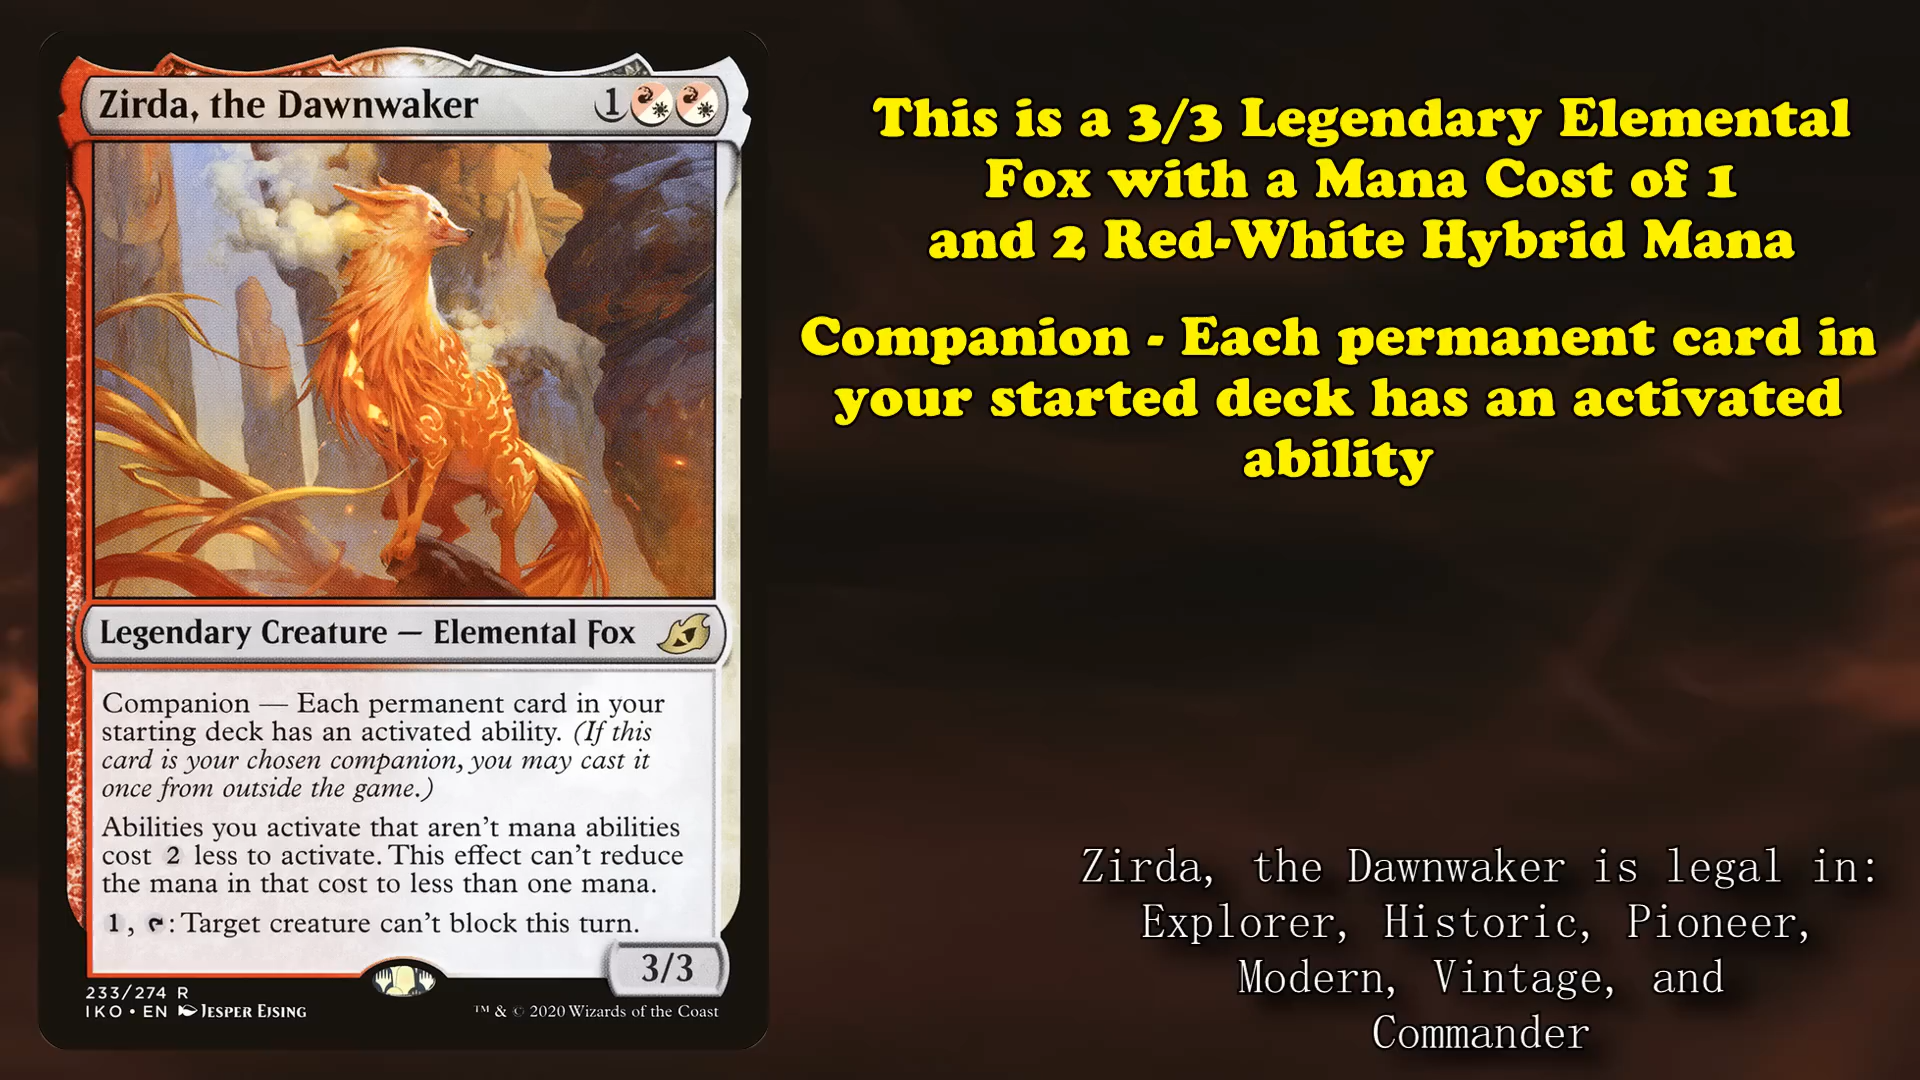 Zirda, the Dawnwaker 1
Legendary Creature — Elemental Fox
Companion — Each permanent card in your
starting deck has an activated ability. (If this
card is your chosen companion, you may cast it
once from outside the game.)
Abilities you activate that aren't mana abilities
cost 2 less to activate. This effect can't reduce
the mana in that cost to less than one mana.
1, : Target creature can't block this turn.
3/3
233/274 R
IKO • EN JESPER EJSING
™ & © 2020 Wizards of the Coast
This is a 3/3 Legendary Elemental
Fox with a Mana Cost of 1
and 2 Red-White Hybrid Mana
Companion - Each permanent card in
your started deck has an activated
ability
Zirda, the Dawnwaker is legal in:
Explorer, Historic, Pioneer,
Modern, Vintage, and
Commander